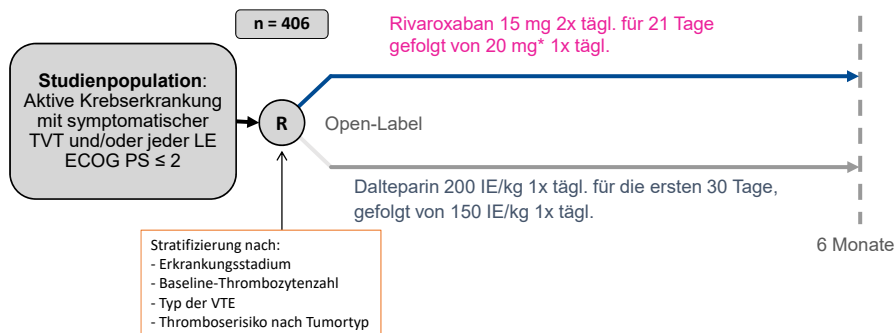 n = 406
Rivaroxaban 15 mg 2x tägl. für 21 Tage
gefolgt von 20 mg* 1x tägl.
Studienpopulation:
Aktive Krebserkrankung
mit symptomatischer
TVT und/oder jeder LE
ECOG PS ≤ 2
R
Open-Label
Dalteparin 200 IE/kg 1x tägl. für die ersten 30 Tage,
gefolgt von 150 IE/kg 1x tägl.
6 Monate
Stratifizierung nach:
- Erkrankungsstadium
- Baseline-Thrombozytenzahl
- Typ der VTE
- Thromboserisiko nach Tumortyp